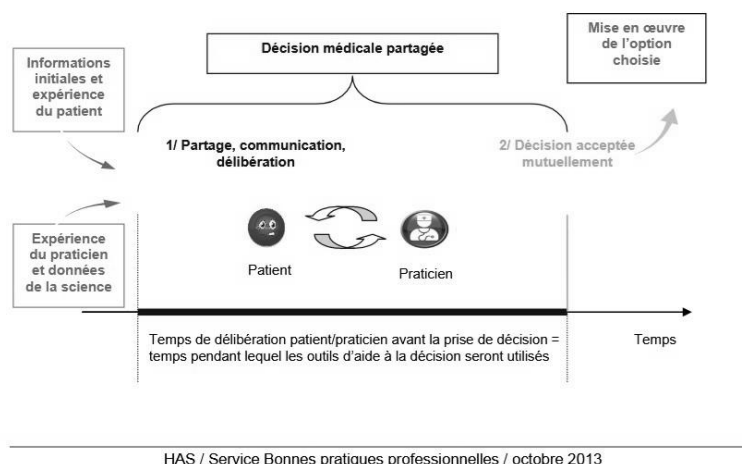 Décision médicale partagée
Mise en œuvre
de l'option
choisie
Informations
initiales et
expérience
du patient
1/ Partage, communication,
délibération
2/ Décision acceptée
mutuellement
Expérience
du praticien
et données
de la science
Patient
Praticien
Temps de délibération patient/praticien avant la prise de décision =
temps pendant lequel les outils d'aide à la décision seront utilisés
Temps
HAS / Service Bonnes pratiques professionnelles / octobre 2013